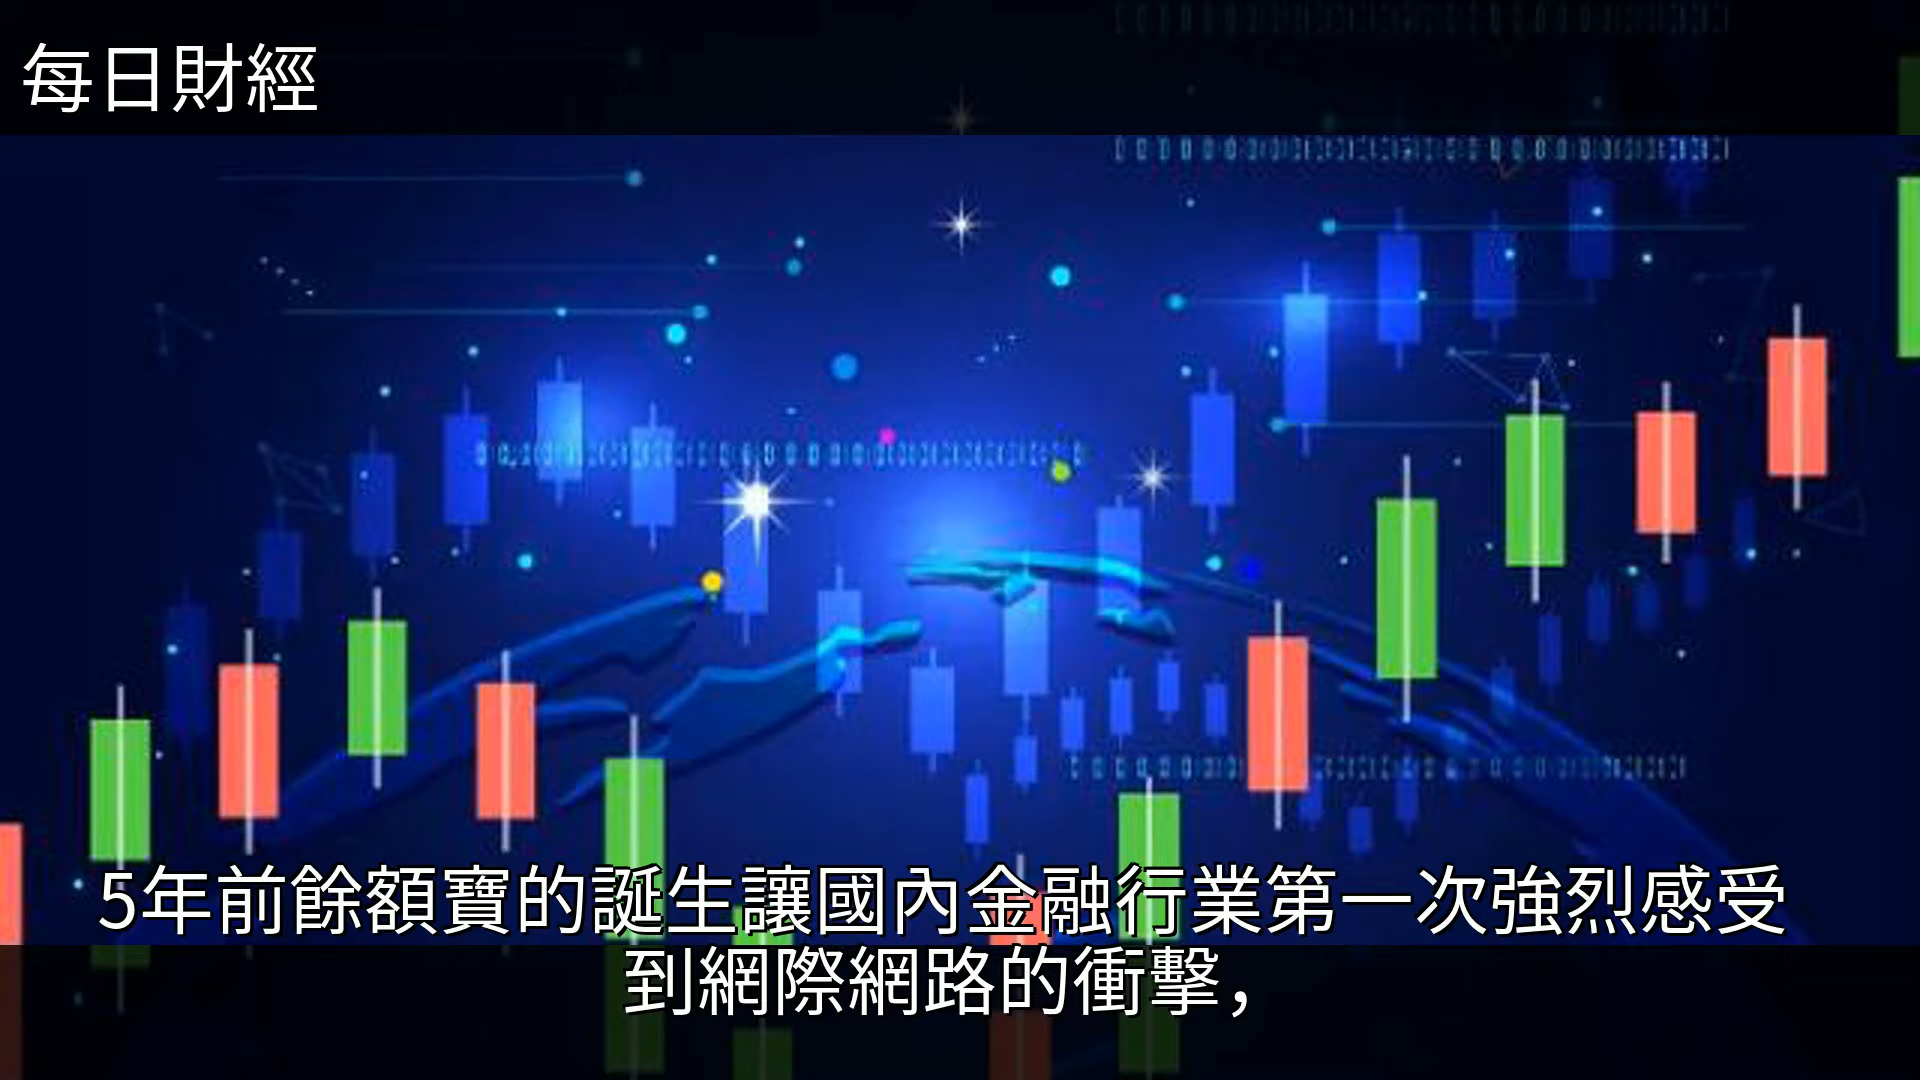 每日財經
5年前餘額寶的誕生讓國內金融行業第一次強烈感受
到網際網路的衝擊，